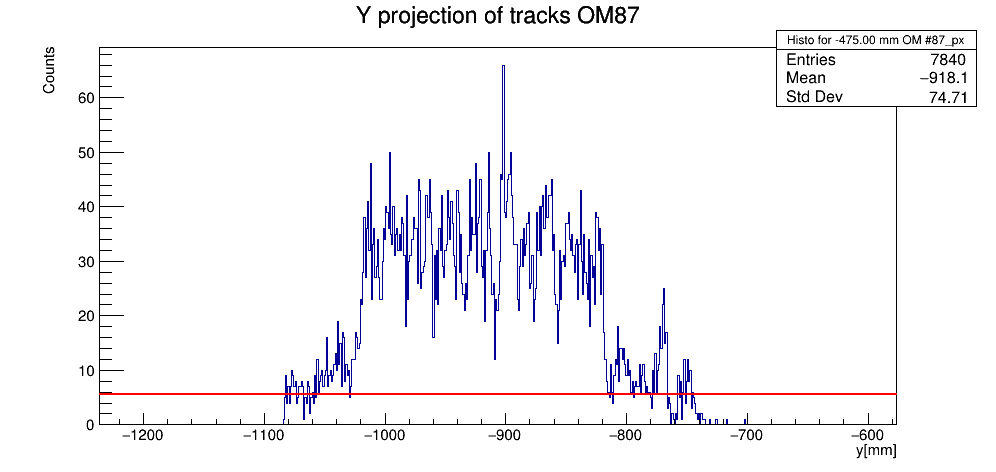 Y projection of tracks OM87
Histo for -475.00 mm OM #87_px
Entries 7840
Mean −918.1
Std Dev 74.71
Counts
60
50
40
30
20
10
0
−1200 −1100 −1000 −900 −800 −700 −600
y[mm]